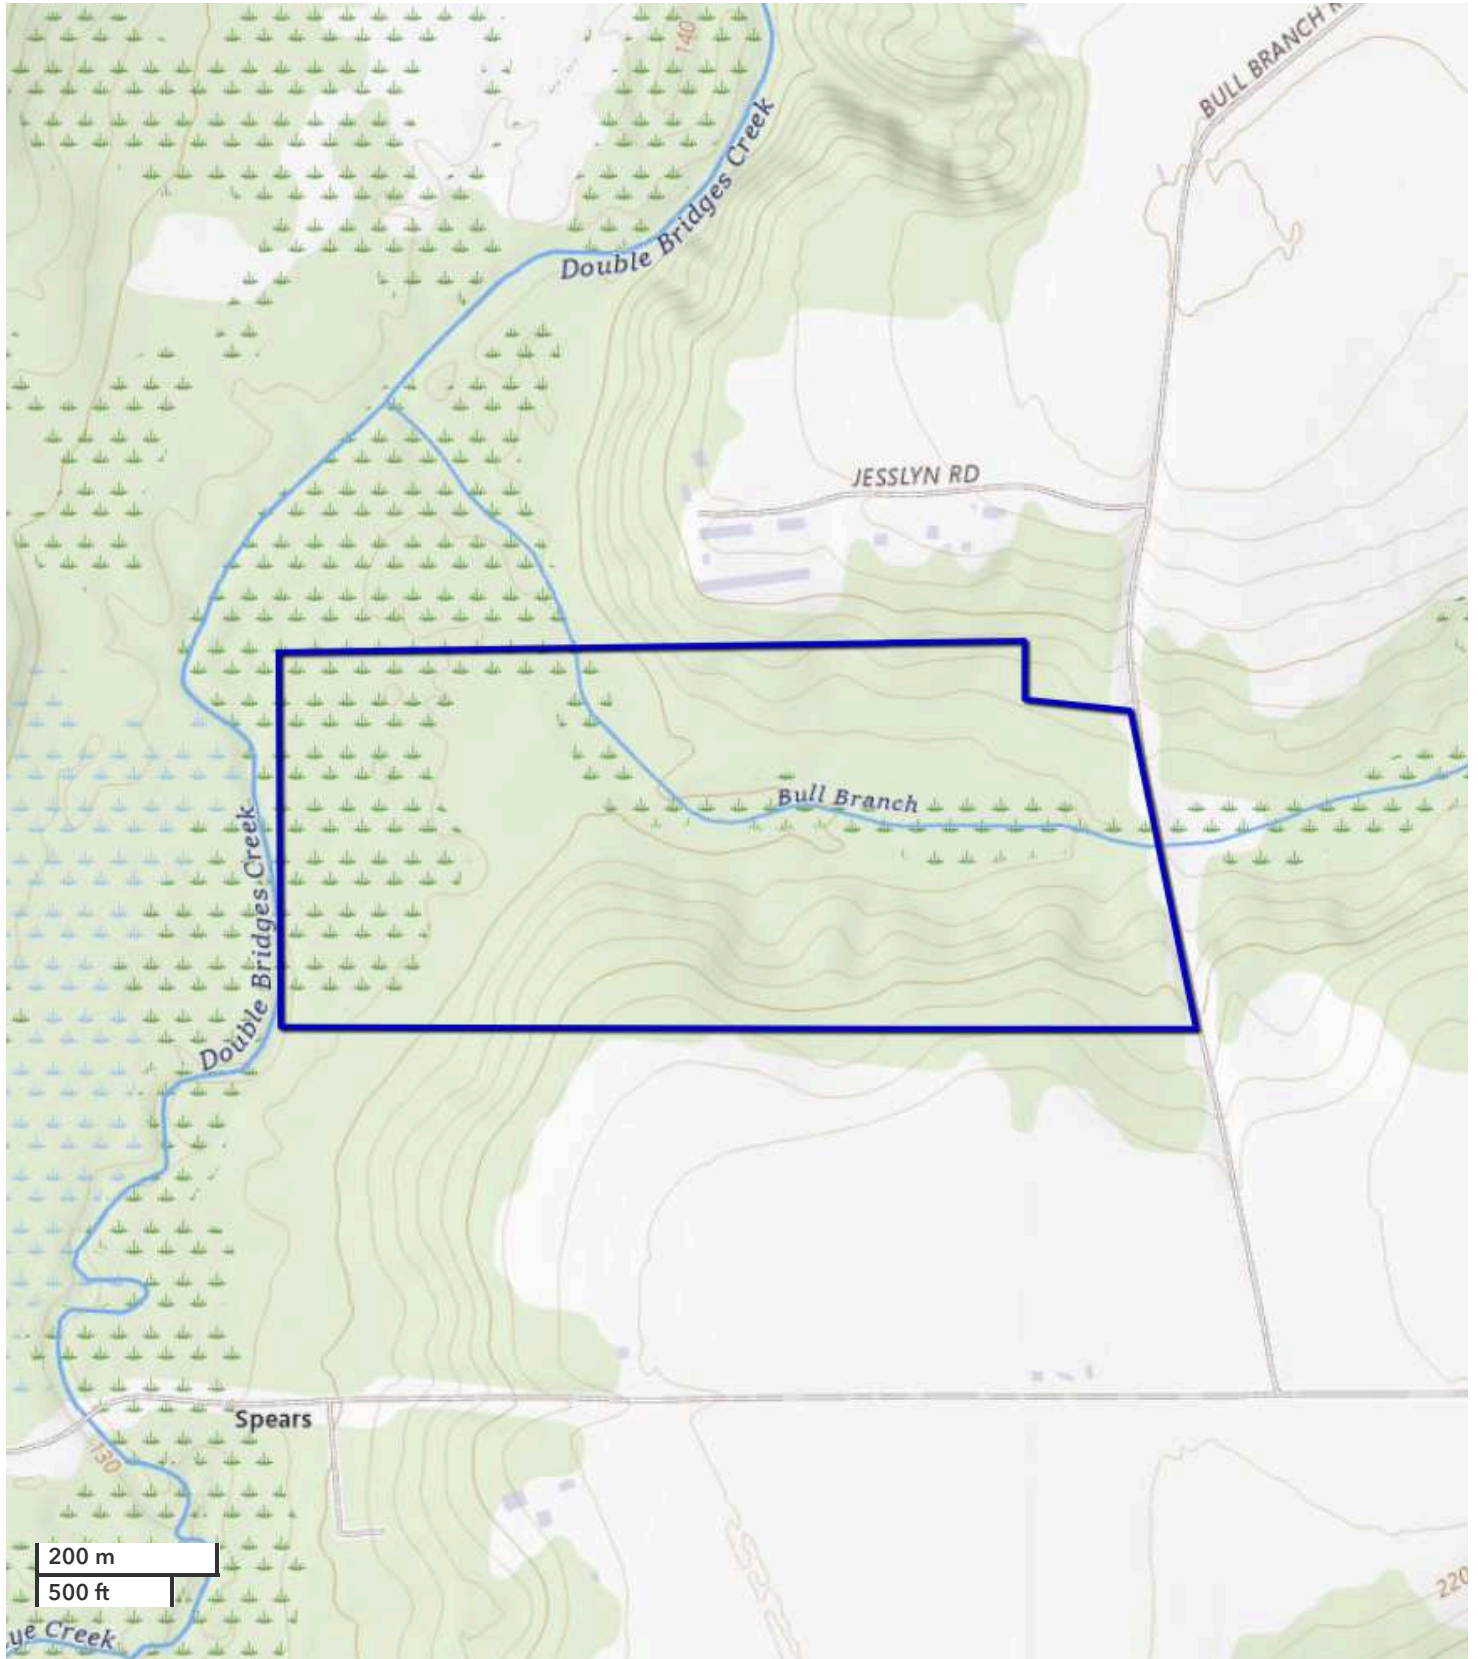 140
BULL BRANCH R
Double Bridges Creek
JESSLYN RD
Bull Branch
Double Bridges Creek
Spears
130
200 m
500 ft
220
ye Creek